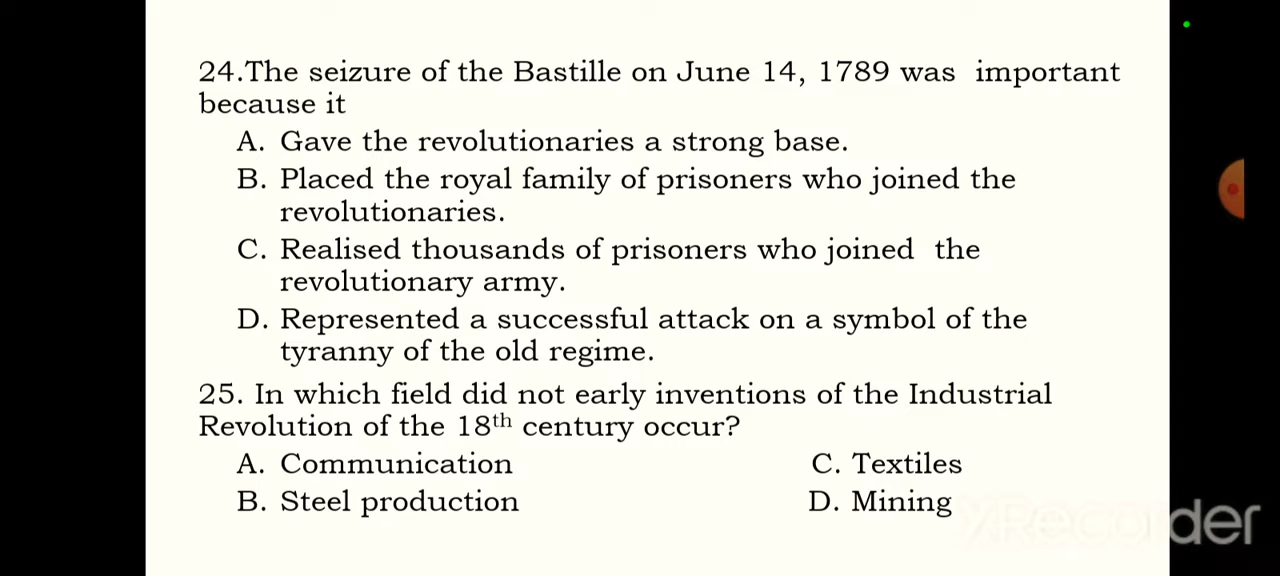 24.The seizure of the Bastille on June 14, 1789 was important
because it
A. Gave the revolutionaries a strong base.
B. Placed the royal family of prisoners who joined the
revolutionaries.
C. Realised thousands of prisoners who joined the
revolutionary army.
D. Represented a successful attack on a symbol of the
tyranny of the old regime.
25. In which field did not early inventions of the Industrial
Revolution of the 18th century occur?
A. Communication
B. Steel production
C. Textiles
D. Mining
XRecorder